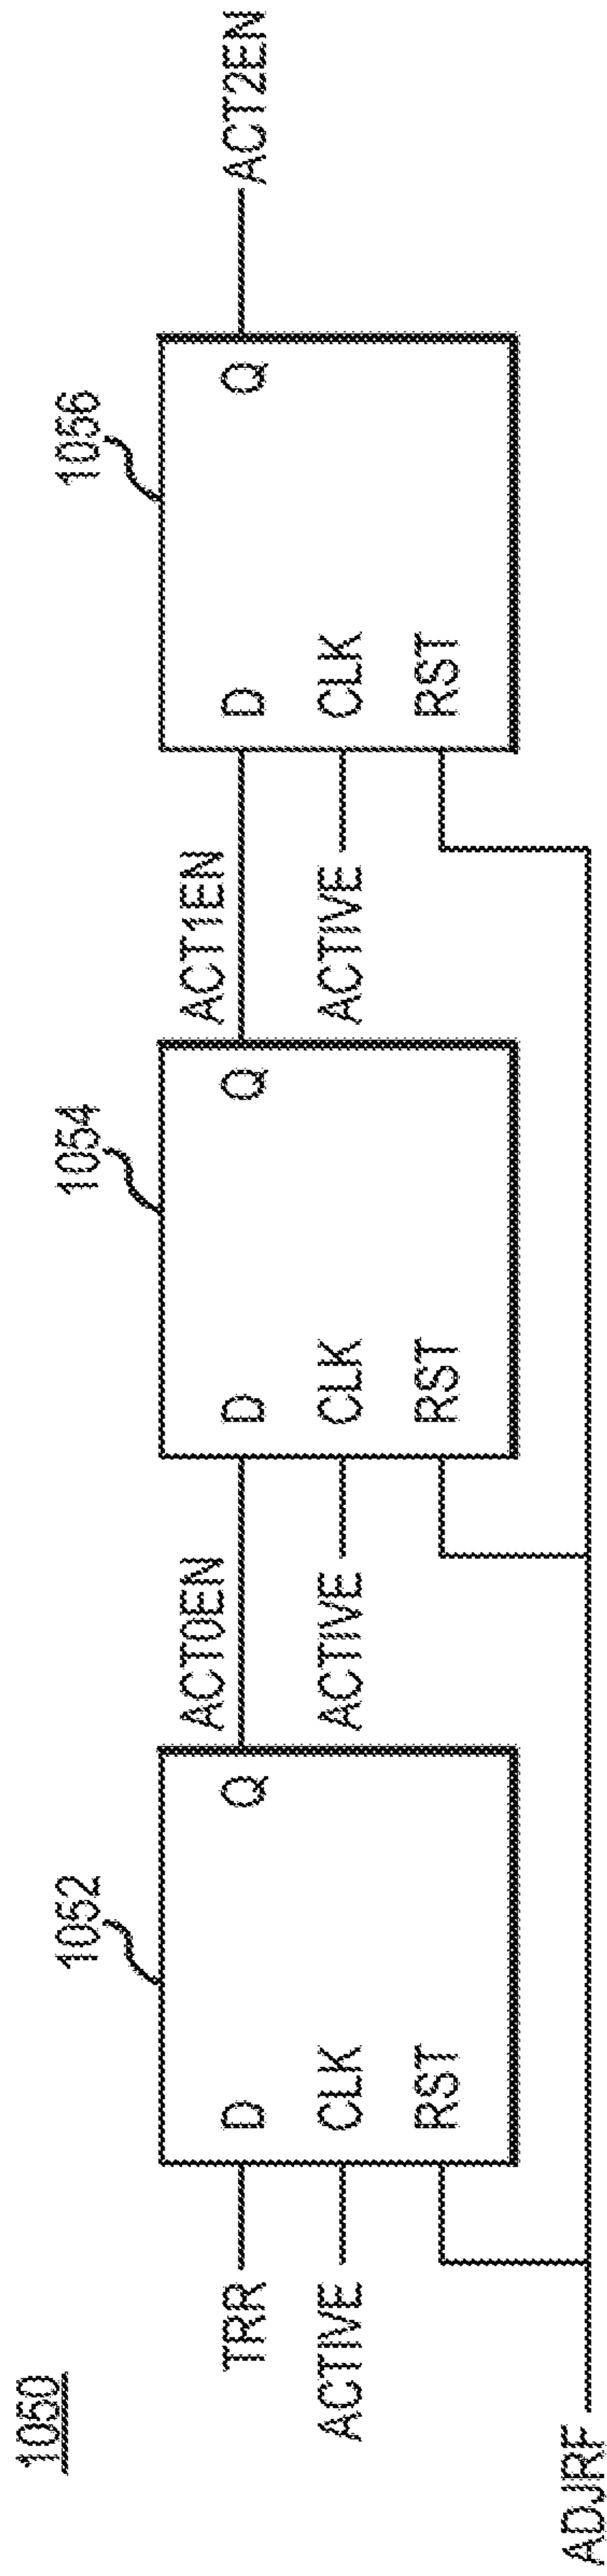 1050
1052
1054
1056
TRR
D
Q
ACT0EN
D
Q
ACT1EN
D
Q
ACT2EN
ACTIVE
CLK
ACTIVE
CLK
ACTIVE
CLK
RST
RST
RST
ADJRF